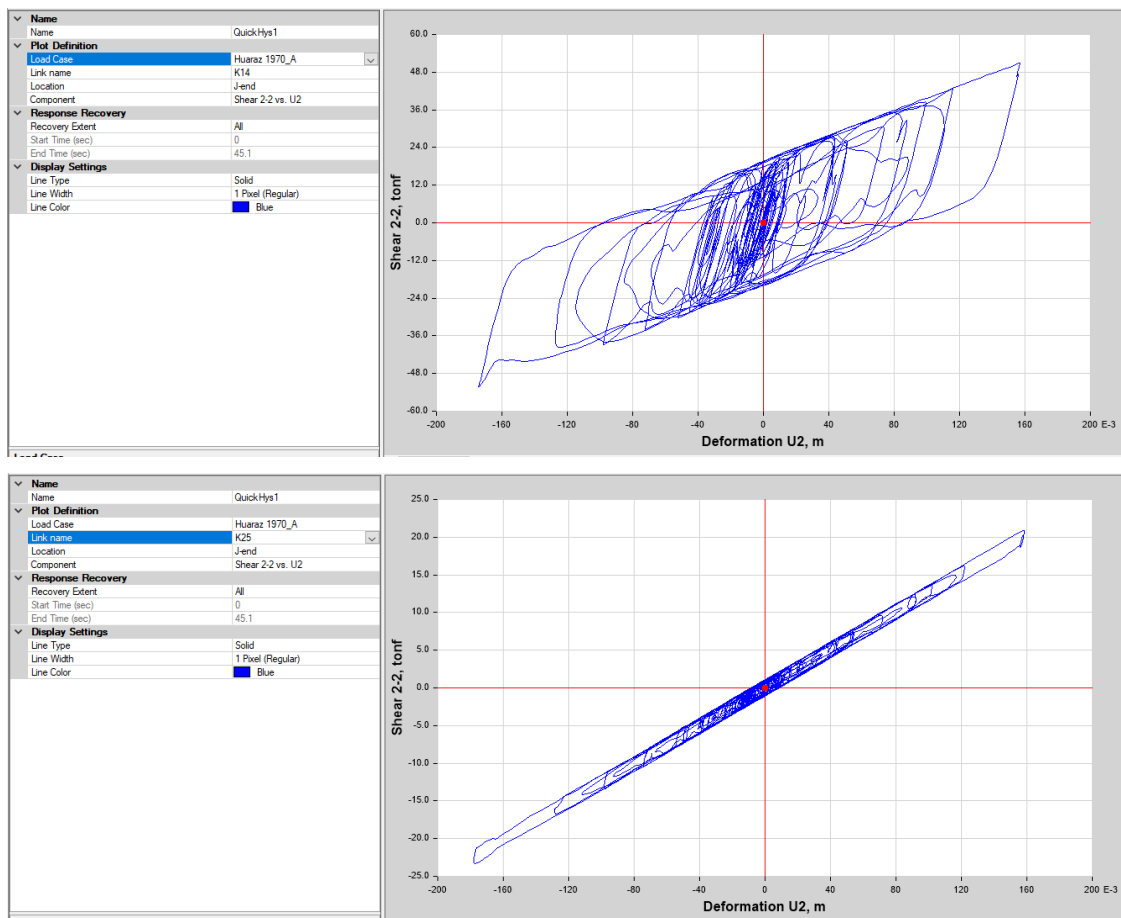 Name
Name QuickHys1
Plot Definition
Load Case Huaraz 1970_A
Link name K14
Location J-end
Component Shear 2-2 vs. U2
Response Recovery
Recovery Extent All
Start Time (sec) 0
End Time (sec) 45.1
Display Settings
Line Type Solid
Line Width 1 Pixel (Regular)
Line Color Blue
60.0
48.0
36.0
24.0
12.0
0.0
-12.0
-24.0
-36.0
-48.0
-60.0
Shear 2-2, tonf
-200 -160 -120 -80 -40 0 40 80 120 160 200 E-3
Deformation U2, m
Load Case
Name
Name QuickHys1
Plot Definition
Load Case Huaraz 1970_A
Link name K25
Location J-end
Component Shear 2-2 vs. U2
Response Recovery
Recovery Extent All
Start Time (sec) 0
End Time (sec) 45.1
Display Settings
Line Type Solid
Line Width 1 Pixel (Regular)
Line Color Blue
25.0
20.0
15.0
10.0
5.0
0.0
-5.0
-10.0
-15.0
-20.0
-25.0
Shear 2-2, tonf
-200 -160 -120 -80 -40 0 40 80 120 160 200 E-3
Deformation U2, m